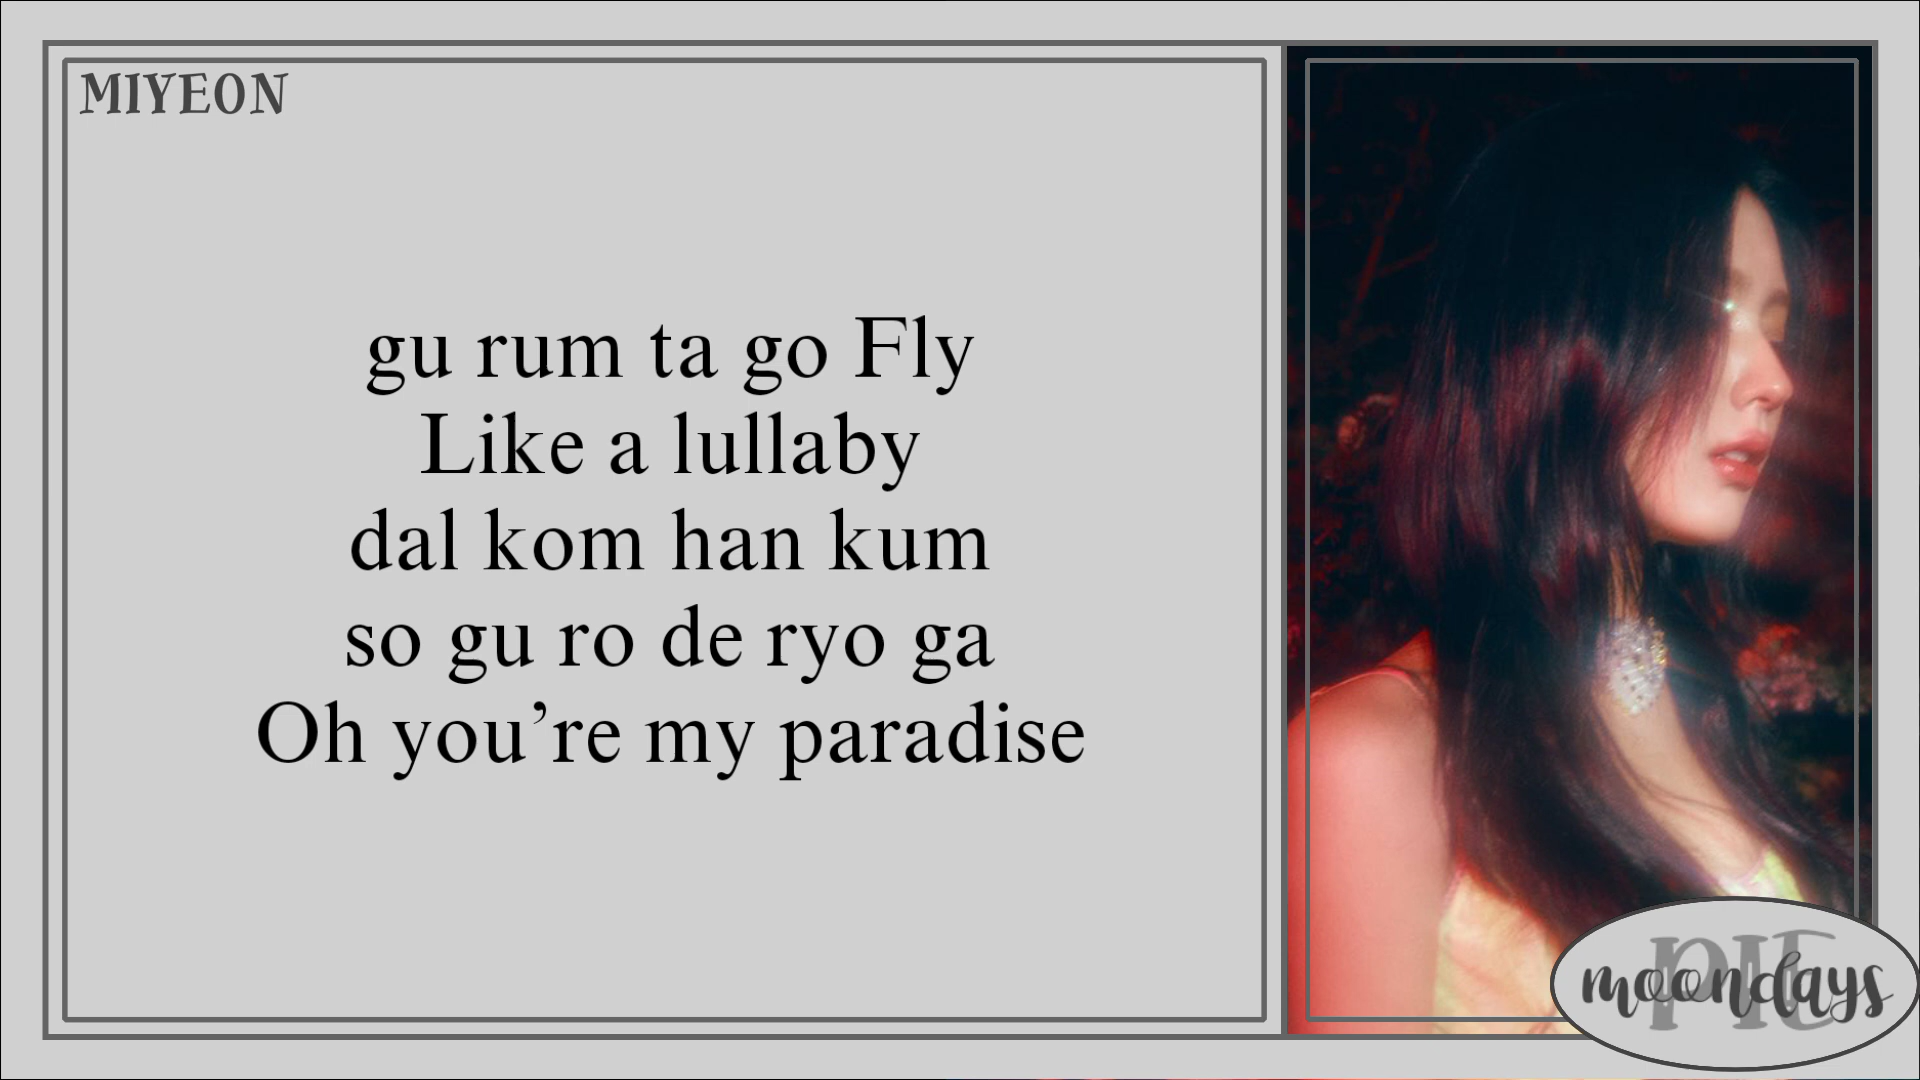 MIYEON
gu rum ta go Fly
Like a lullaby
dal kom han kum
so gu ro de ryo ga
Oh you’re my paradise
PIT
moondays